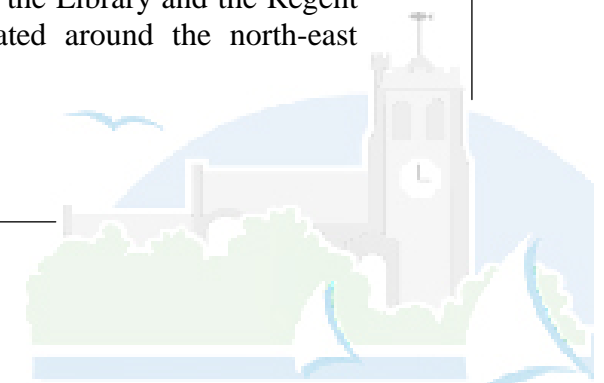 the Library and the Regent
ated around the north-east